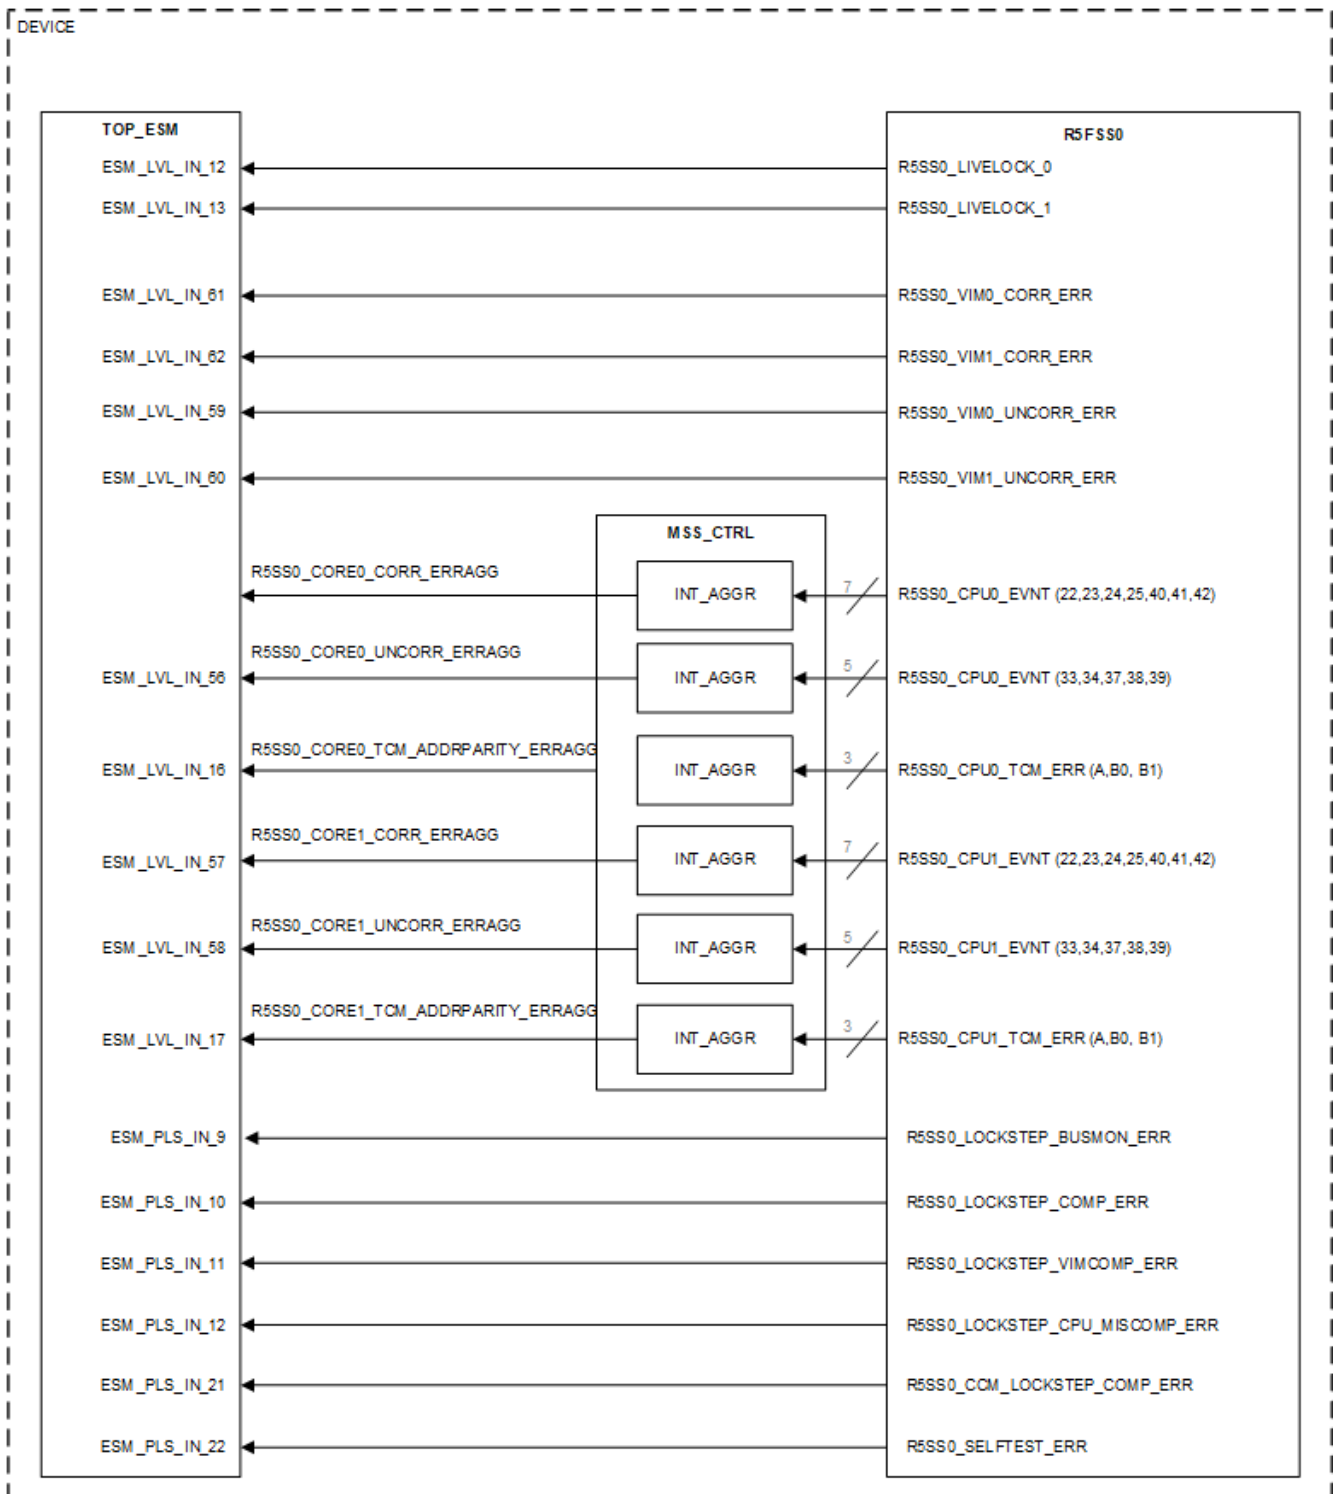 DEVICE
TOP_ESM
R5FSS0
ESM_LVL_IN_12
R5SS0_LIVELOCK_0
ESM_LVL_IN_13
R5SS0_LIVELOCK_1
ESM_LVL_IN_61
R5SS0_VIM0_CORR_ERR
ESM_LVL_IN_62
R5SS0_VIM1_CORR_ERR
ESM_LVL_IN_59
R5SS0_VIM0_UNCORR_ERR
ESM_LVL_IN_60
R5SS0_VIM1_UNCORR_ERR
MSS_CTRL
R5SS0_CORE0_CORR_ERRAGG
INT_AGGR
7
R5SS0_CPU0_EVNT (22,23,24,25,40,41,42)
R5SS0_CORE0_UNCORR_ERRAGG
ESM_LVL_IN_56
INT_AGGR
5
R5SS0_CPU0_EVNT (33,34,37,38,39)
R5SS0_CORE0_TCM_ADDRPARITY_ERRAGG
ESM_LVL_IN_16
INT_AGGR
3
R5SS0_CPU0_TCM_ERR (A,B0, B1)
R5SS0_CORE1_CORR_ERRAGG
ESM_LVL_IN_57
INT_AGGR
7
R5SS0_CPU1_EVNT (22,23,24,25,40,41,42)
R5SS0_CORE1_UNCORR_ERRAGG
ESM_LVL_IN_58
INT_AGGR
5
R5SS0_CPU1_EVNT (33,34,37,38,39)
R5SS0_CORE1_TCM_ADDRPARITY_ERRAGG
ESM_LVL_IN_17
INT_AGGR
3
R5SS0_CPU1_TCM_ERR (A,B0, B1)
ESM_PLS_IN_9
R5SS0_LOCKSTEP_BUSMON_ERR
ESM_PLS_IN_10
R5SS0_LOCKSTEP_COMP_ERR
ESM_PLS_IN_11
R5SS0_LOCKSTEP_VIMCOMP_ERR
ESM_PLS_IN_12
R5SS0_LOCKSTEP_CPU_MISCOMP_ERR
ESM_PLS_IN_21
R5SS0_CCM_LOCKSTEP_COMP_ERR
ESM_PLS_IN_22
R5SS0_SELFTEST_ERR